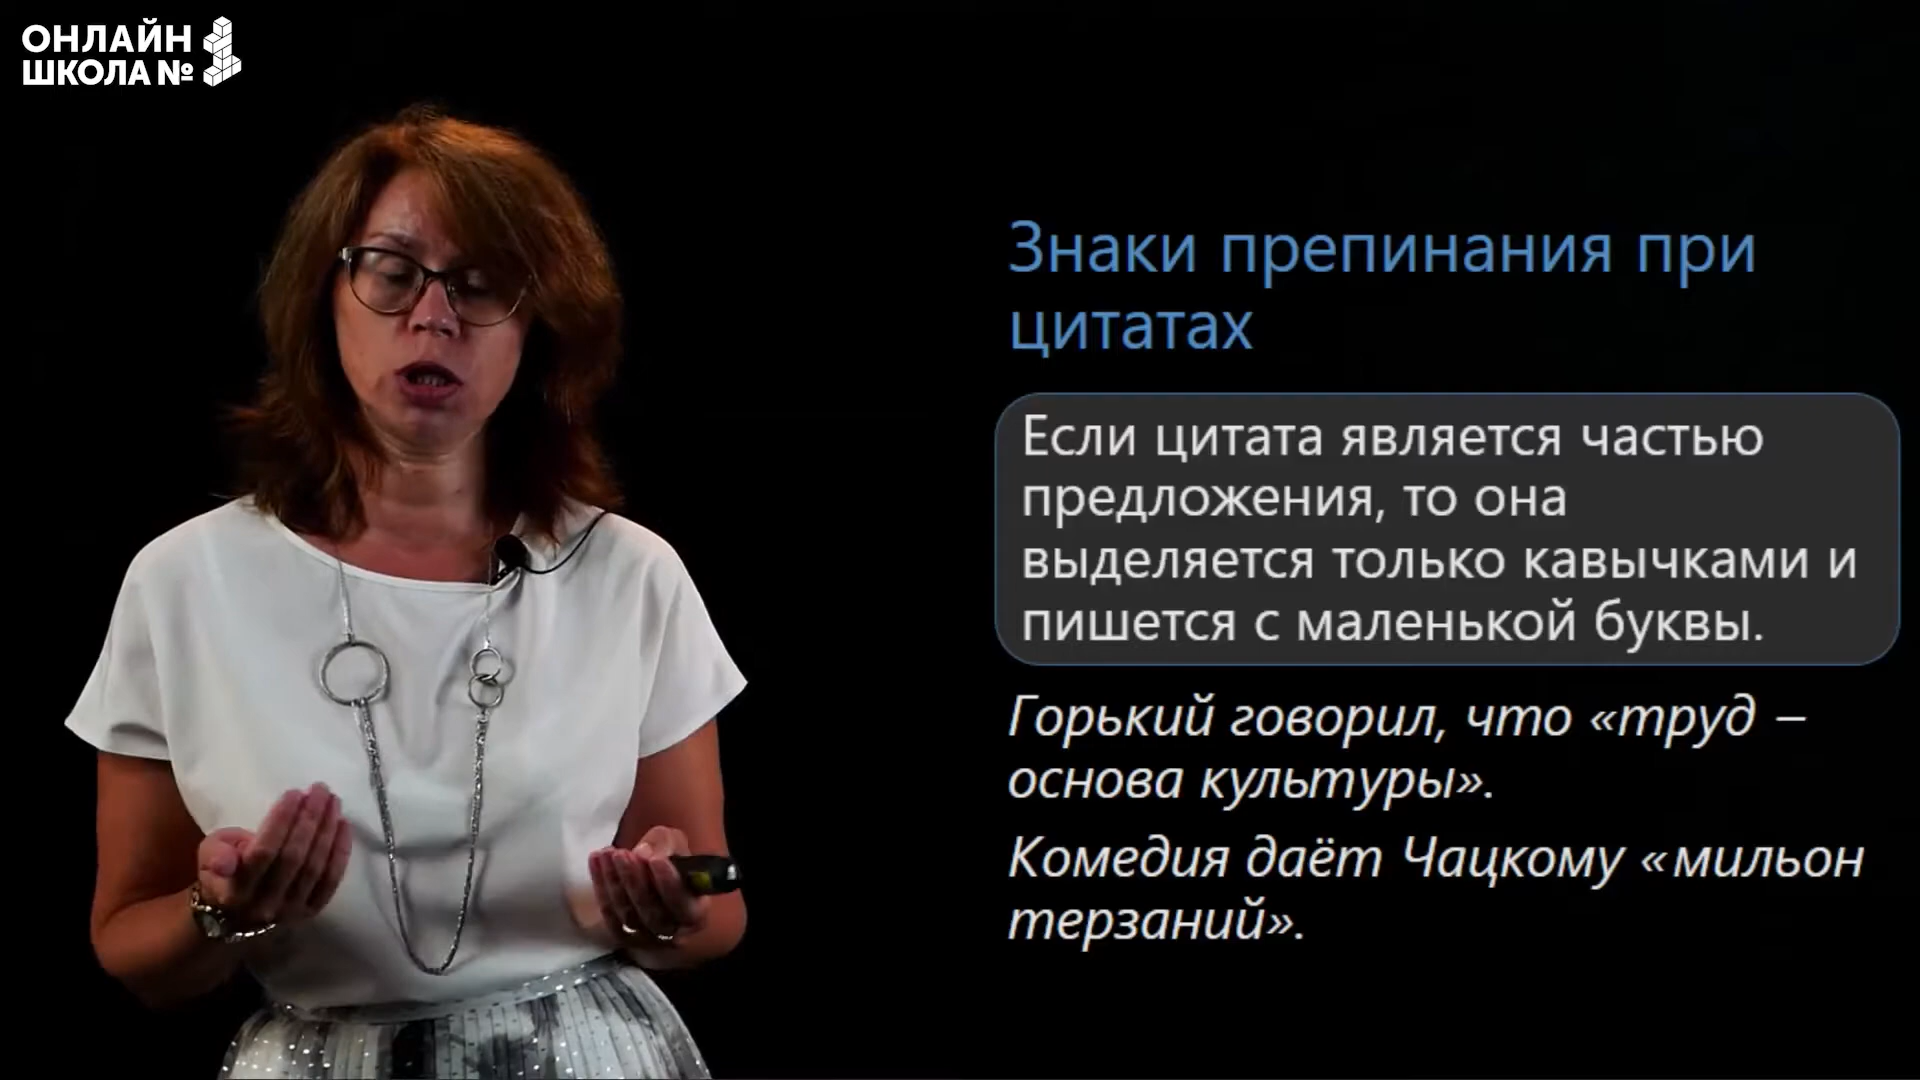 ОНЛАЙН
ШКОЛА №1
Знаки препинания при
цитатах
Если цитата является частью
предложения, то она
выделяется только кавычками и
пишется с маленькой буквы.
Горький говорил, что «труд –
основа культуры».
Комедия даёт Чацкому «мильон
терзаний».